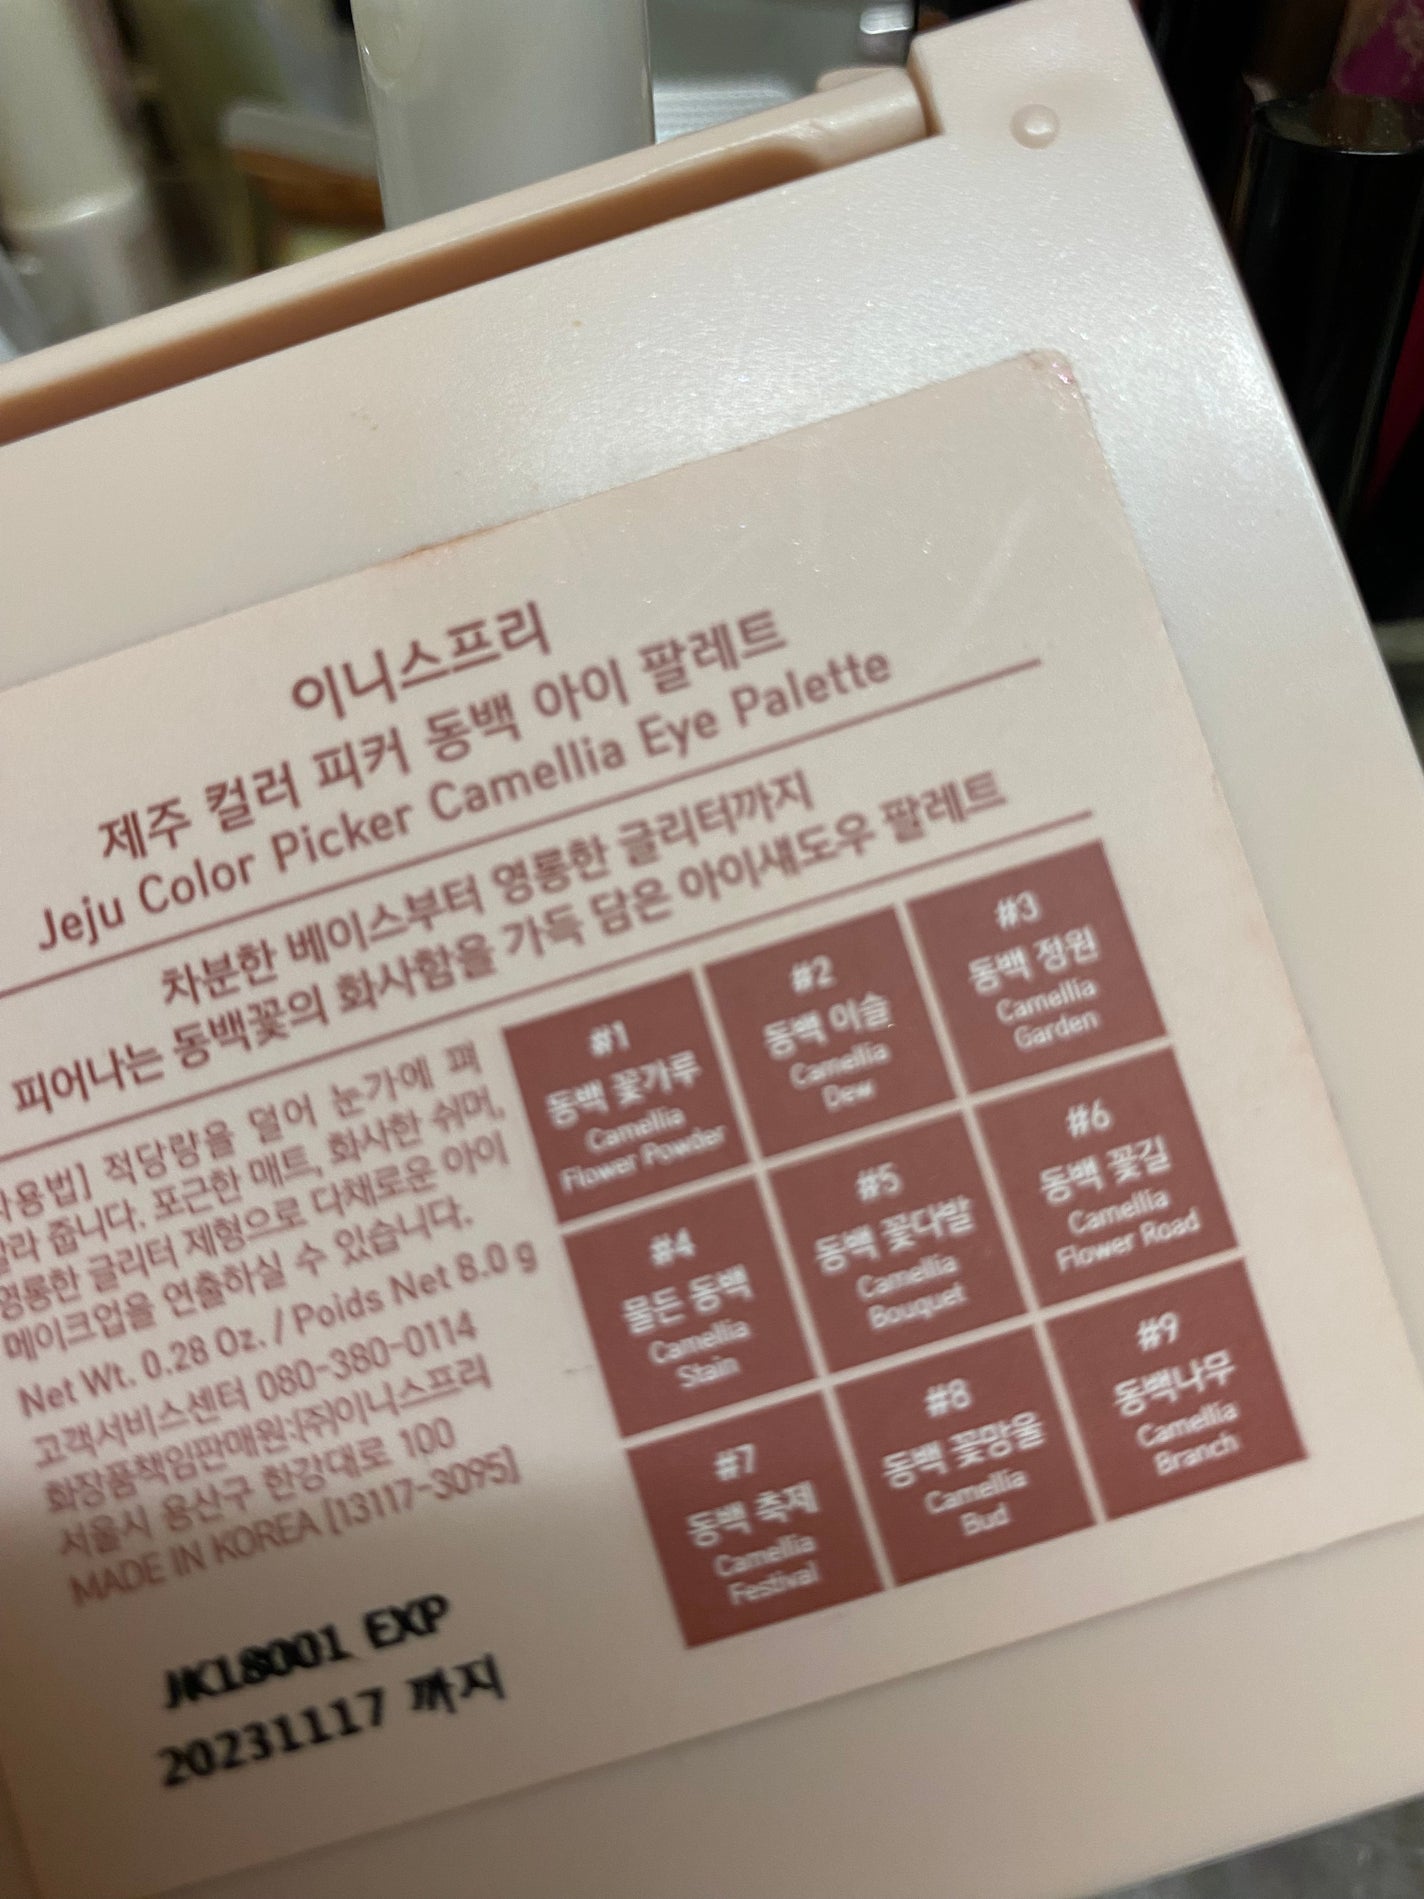 이니스프리
제주 컬러 피커 동백 아이 팔레트
Jeju Color Picker Camellia Eye Palette
차분한 베이스부터 영롱한 글리터까지
피어나는 동백꽃의 화사함을 가득 담은 아이섀도우 팔레트
적당량을 덜어 눈가에 펴
줍니다. 포근한 매트, 화사한 쉬머,
영롱한 글리터 제형으로 다채로운 아이
메이크업을 연출하실 수 있습니다.
Net Wt. 0.28 Oz. / Poids Net 8.0 g
고객서비스센터 080-380-0114
화장품책임판매원:(주)이니스프리
서울시 용산구 한강대로 100
MADE IN KOREA [13117-3095]
JK18001 EXP
20231117 까지
#1
동백 꽃가루
Camellia
Flower Powder
#2
동백 이슬
Camellia
Dew
#3
동백 정원
Camellia
Garden
#4
물든 동백
Camellia
Stain
#5
동백 꽃다발
Camellia
Bouquet
#6
동백 꽃길
Camellia
Flower Road
#7
동백 축제
Camellia
Festival
#8
동백 꽃망울
Camellia
Bud
#9
동백나무
Camellia
Branch